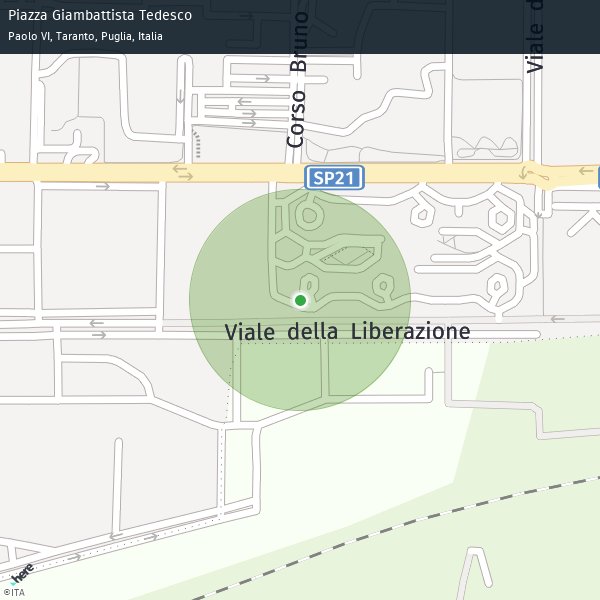 Piazza Giambattista Tedesco
Paolo VI, Taranto, Puglia, Italia
Corso Bruno
Viale d
SP21
Viale della Liberazione
here
©ITA